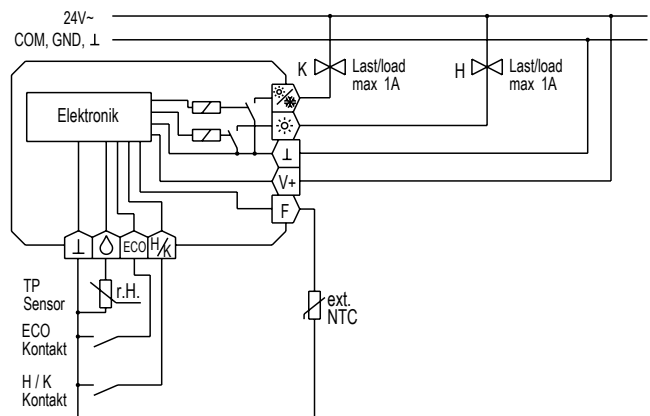 24V~
COM, GND, ⊥
K
Last/load
max 1A
H
Last/load
max 1A
Elektronik
⊥
V+
F
⊥
ECO
H/K
TP
Sensor
r.H.
ext.
NTC
ECO
Kontakt
H / K
Kontakt